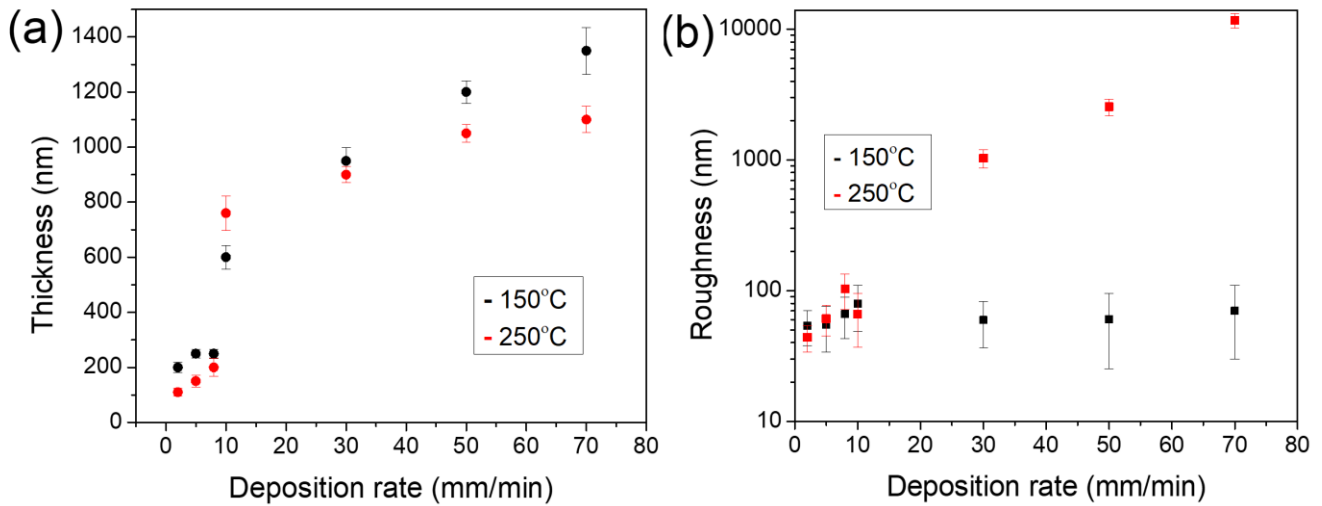 (a)
1400
1200
1000
800
600
400
200
0
Thickness (nm)
150°C
250°C
0 10 20 30 40 50 60 70 80
Deposition rate (mm/min)
(b)
10000
1000
100
10
Roughness (nm)
150°C
250°C
0 10 20 30 40 50 60 70 80
Deposition rate (mm/min)